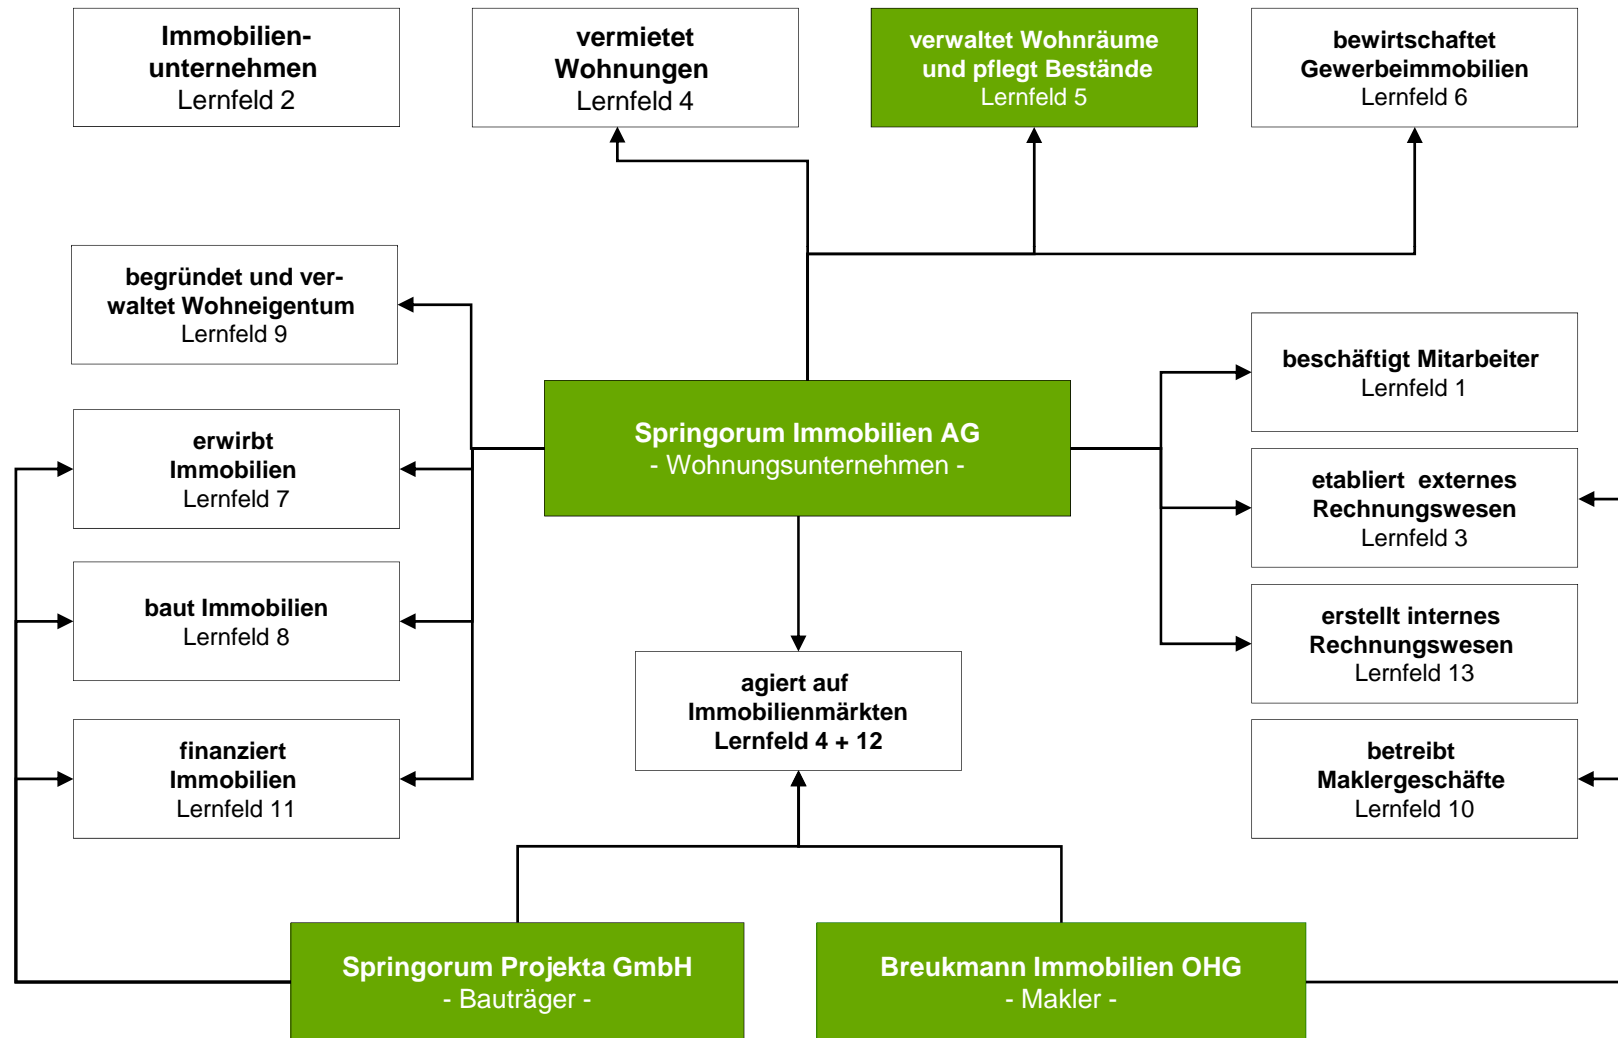 Immobilien-
unternehmen
Lernfeld 2
vermietet
Wohnungen
Lernfeld 4
verwaltet Wohnräume
und pflegt Bestände
Lernfeld 5
bewirtschaftet
Gewerbeimmobilien
Lernfeld 6
begründet und ver-
waltet Wohneigentum
Lernfeld 9
beschäftigt Mitarbeiter
Lernfeld 1
erwirbt
Immobilien
Lernfeld 7
Springorum Immobilien AG
- Wohnungsunternehmen -
etabliert externes
Rechnungswesen
Lernfeld 3
baut Immobilien
Lernfeld 8
erstellt internes
Rechnungswesen
Lernfeld 13
agiert auf
Immobilienmärkten
Lernfeld 4 + 12
finanziert
Immobilien
Lernfeld 11
betreibt
Maklergeschäfte
Lernfeld 10
Springorum Projekta GmbH
- Bauträger -
Breukmann Immobilien OHG
- Makler -